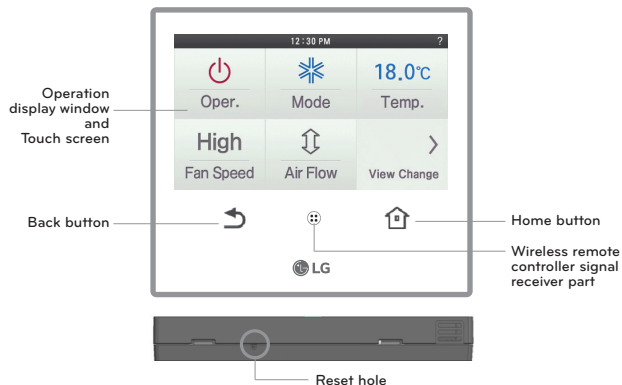 12:30 PM ?
Oper.
Mode
18.0℃
Temp.
High
Fan Speed
Air Flow
View Change
Operation
display window
and
Touch screen
Back button
Home button
Wireless remote
controller signal
receiver part
LG
Reset hole